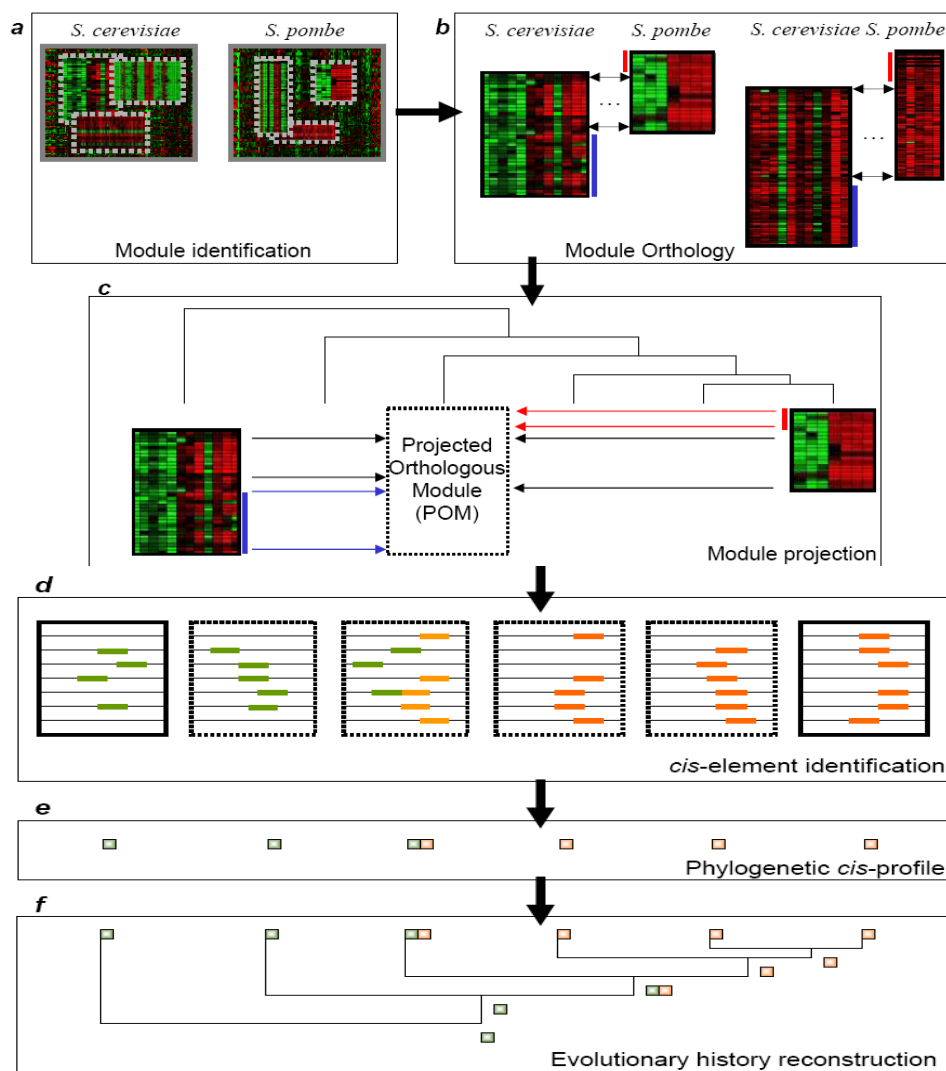 a
S. cerevisiae
S. pombe
Module identification
b
S. cerevisiae
S. pombe
S. cerevisiae S. pombe
...
...
Module Orthology
c
Projected
Orthologous
Module
(POM)
Module projection
d
cis-element identification
e
Phylogenetic cis-profile
f
Evolutionary history reconstruction